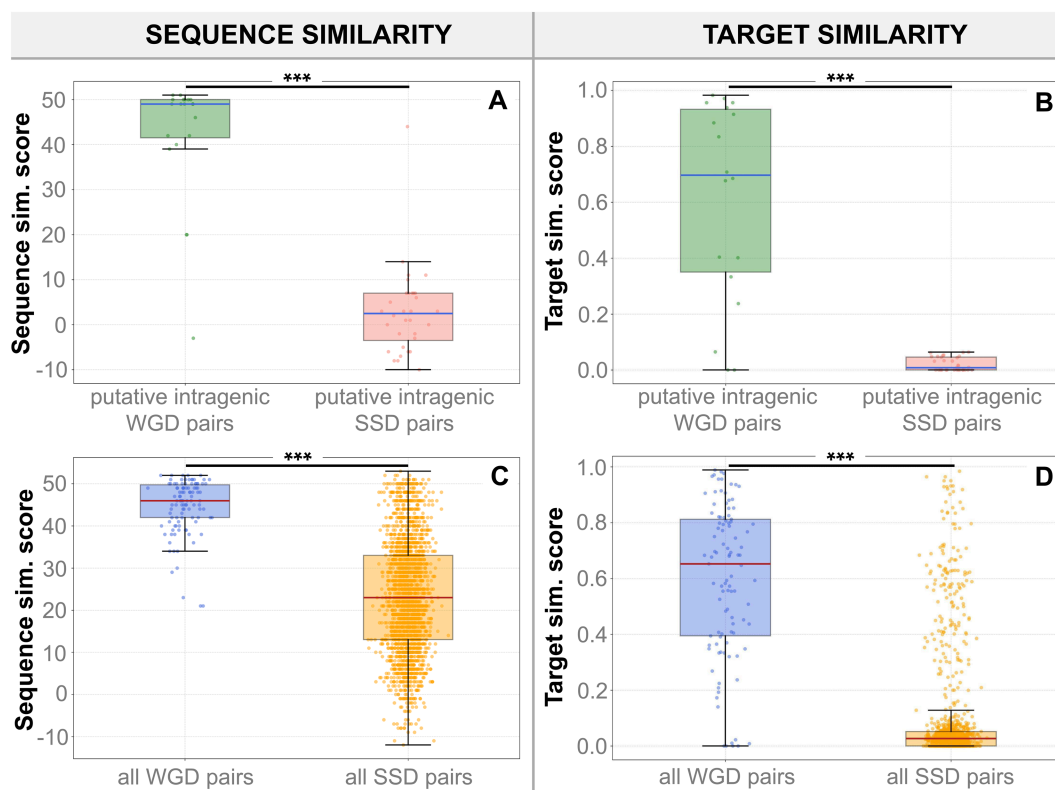 SEQUENCE SIMILARITY
TARGET SIMILARITY
***
A
Sequence sim. score
50
40
30
20
10
0
-10
putative intragenic
WGD pairs
putative intragenic
SSD pairs
***
B
Target sim. score
1.0
0.8
0.6
0.4
0.2
0.0
putative intragenic
WGD pairs
putative intragenic
SSD pairs
***
C
Sequence sim. score
50
40
30
20
10
0
-10
all WGD pairs
all SSD pairs
***
D
Target sim. score
1.0
0.8
0.6
0.4
0.2
0.0
all WGD pairs
all SSD pairs